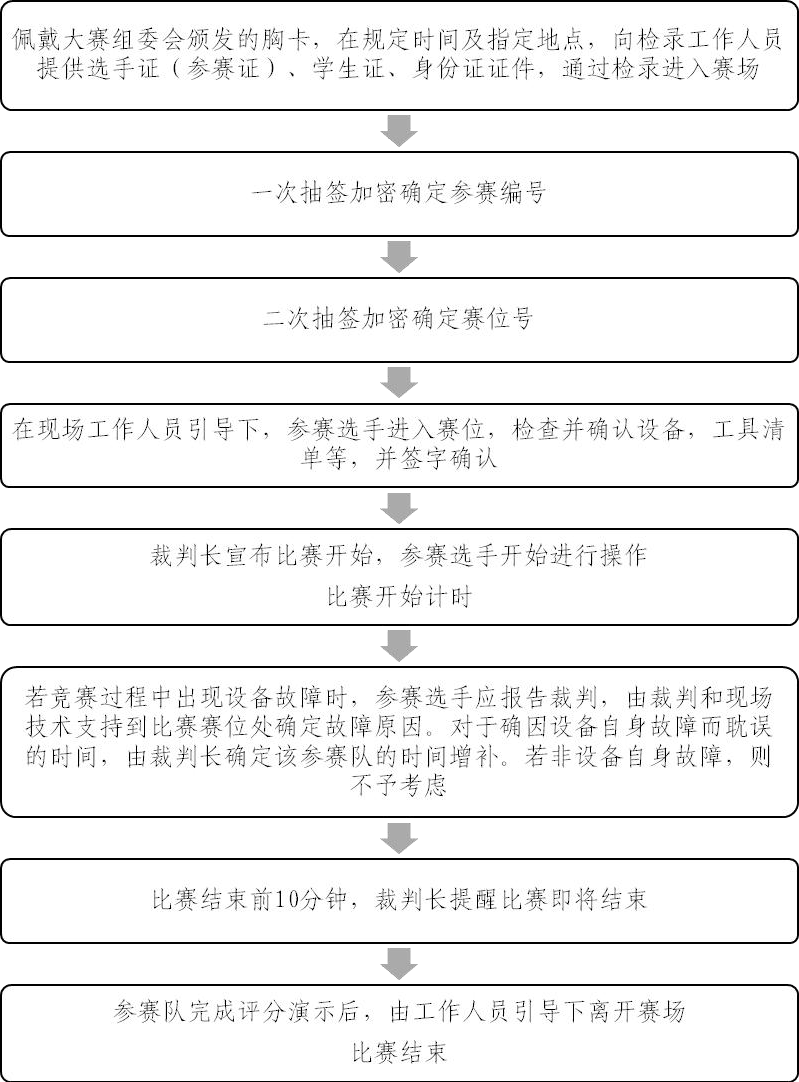 佩戴大赛组委会颁发的胸卡，在规定时间及指定地点，向检录工作人员
提供选手证（参赛证）、学生证、身份证证件，通过检录进入赛场
一次抽签加密确定参赛编号
二次抽签加密确定赛位号
在现场工作人员引导下，参赛选手进入赛位，检查并确认设备，工具清
单等，并签字确认
裁判长宣布比赛开始，参赛选手开始进行操作
比赛开始计时
若竞赛过程中出现设备故障时，参赛选手应报告裁判，由裁判和现场
技术支持到比赛赛位处确定故障原因。对于确因设备自身故障而耽误
的时间，由裁判长确定该参赛队的时间增补。若非设备自身故障，则
不予考虑
比赛结束前10分钟，裁判长提醒比赛即将结束
参赛队完成评分演示后，由工作人员引导下离开赛场
比赛结束